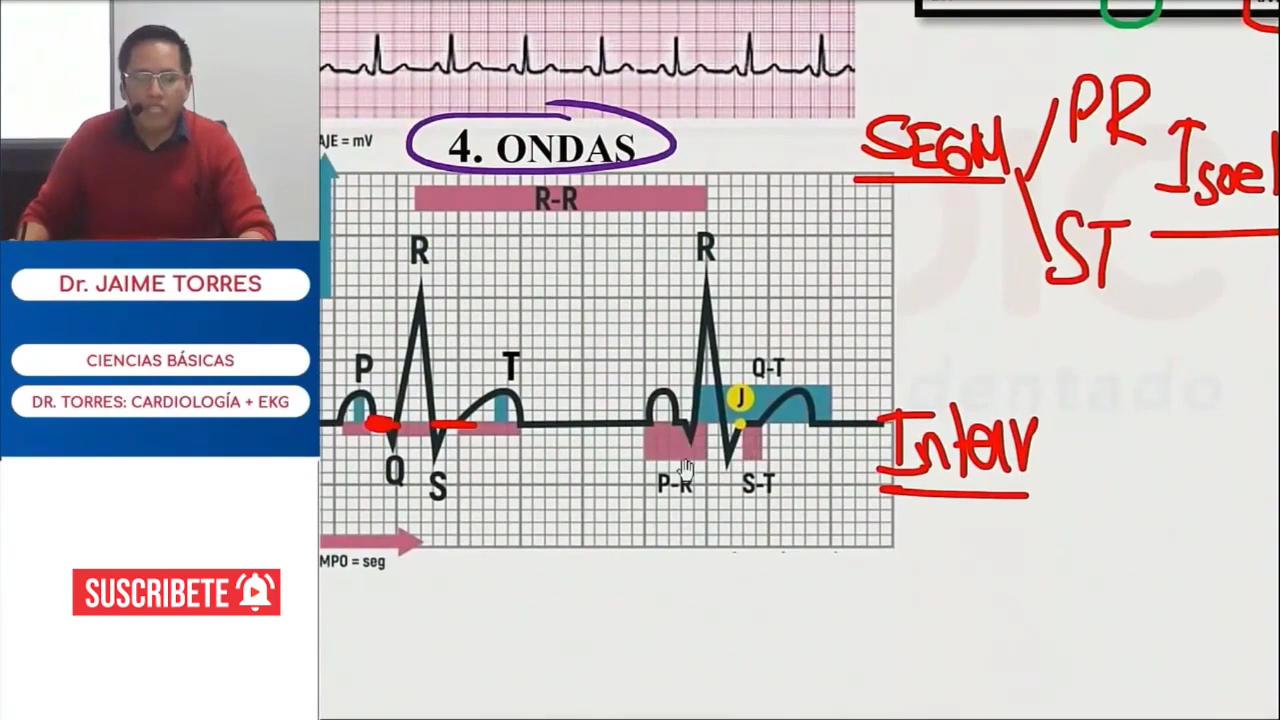 Dr. JAIME TORRES
CIENCIAS BÁSICAS
DR. TORRES: CARDIOLOGÍA + EKG
SUSCRIBETE
AJE = mV
4. ONDAS
R-R
R
R
P
T
Q-T
J
Q
S
P-R
S-T
MPO = seg
SEGM
PR
ST
Isoel
Interv
dentado